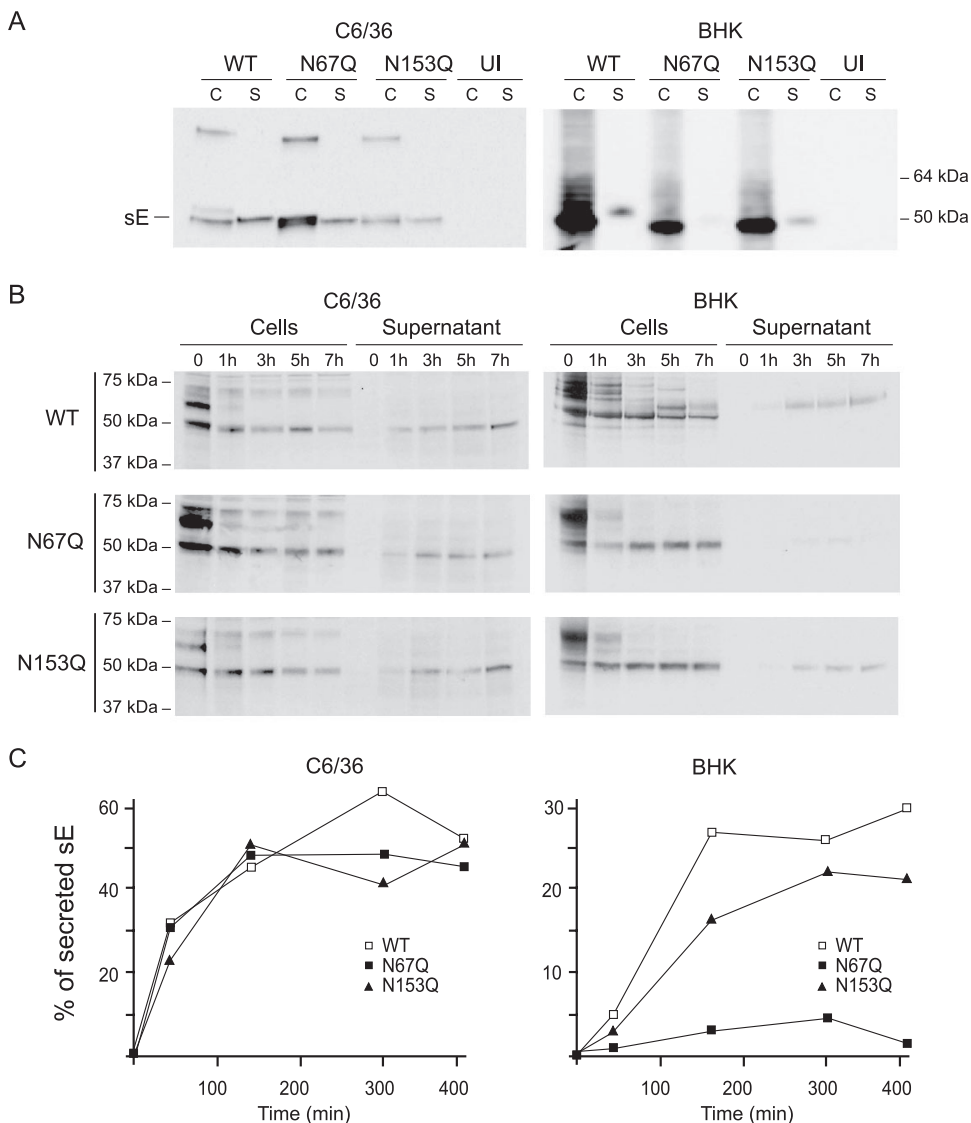 A
C6/36
BHK
WT N67Q N153Q UI
WT N67Q N153Q UI
C S C S C S C S
C S C S C S C S
sE
64 kDa
50 kDa
B
C6/36
BHK
Cells Supernatant
Cells Supernatant
0 1h 3h 5h 7h 0 1h 3h 5h 7h
0 1h 3h 5h 7h 0 1h 3h 5h 7h
WT
75 kDa
50 kDa
37 kDa
N67Q
75 kDa
50 kDa
37 kDa
N153Q
75 kDa
50 kDa
37 kDa
C
C6/36
% of secreted sE
60
40
20
WT
N67Q
N153Q
100 200 300 400
Time (min)
BHK
30
20
10
WT
N67Q
N153Q
100 200 300 400
Time (min)